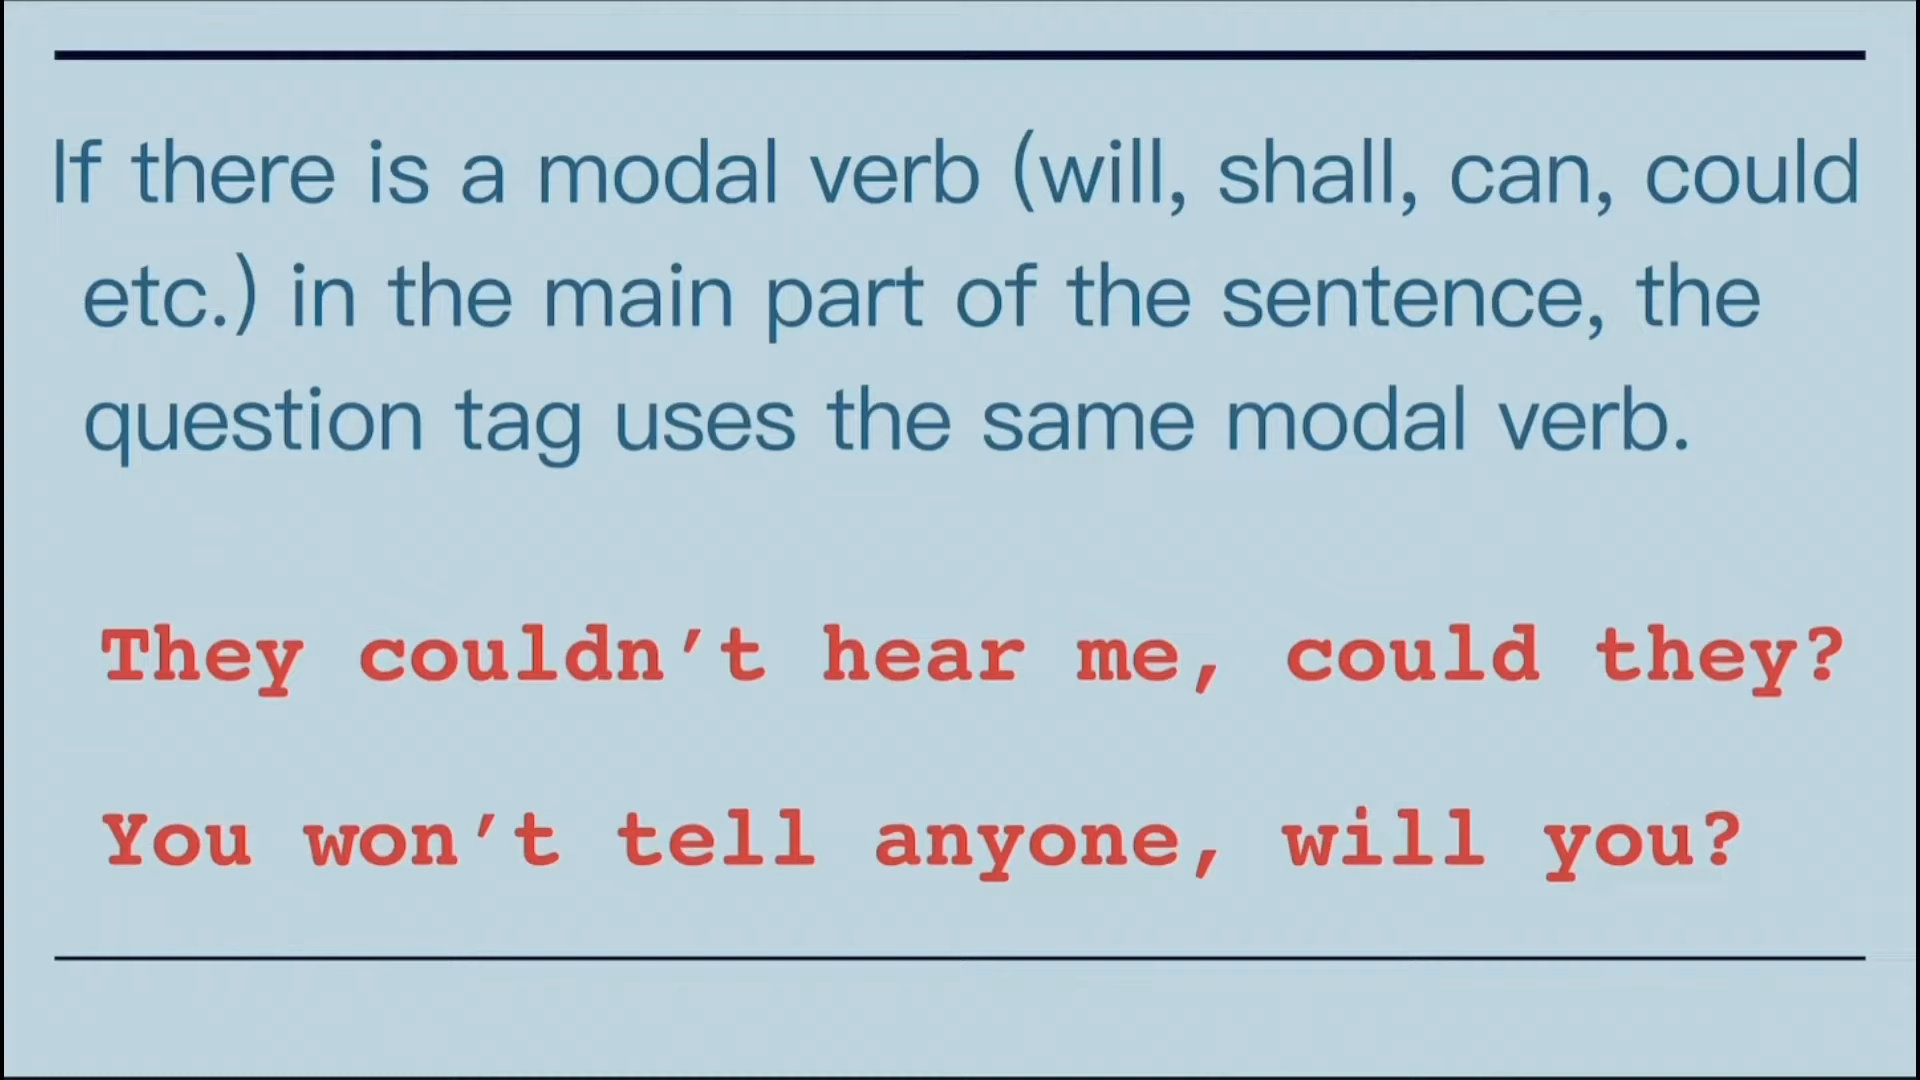 If there is a modal verb (will, shall, can, could
etc.) in the main part of the sentence, the
question tag uses the same modal verb.
They couldn’t hear me, could they?
You won’t tell anyone, will you?